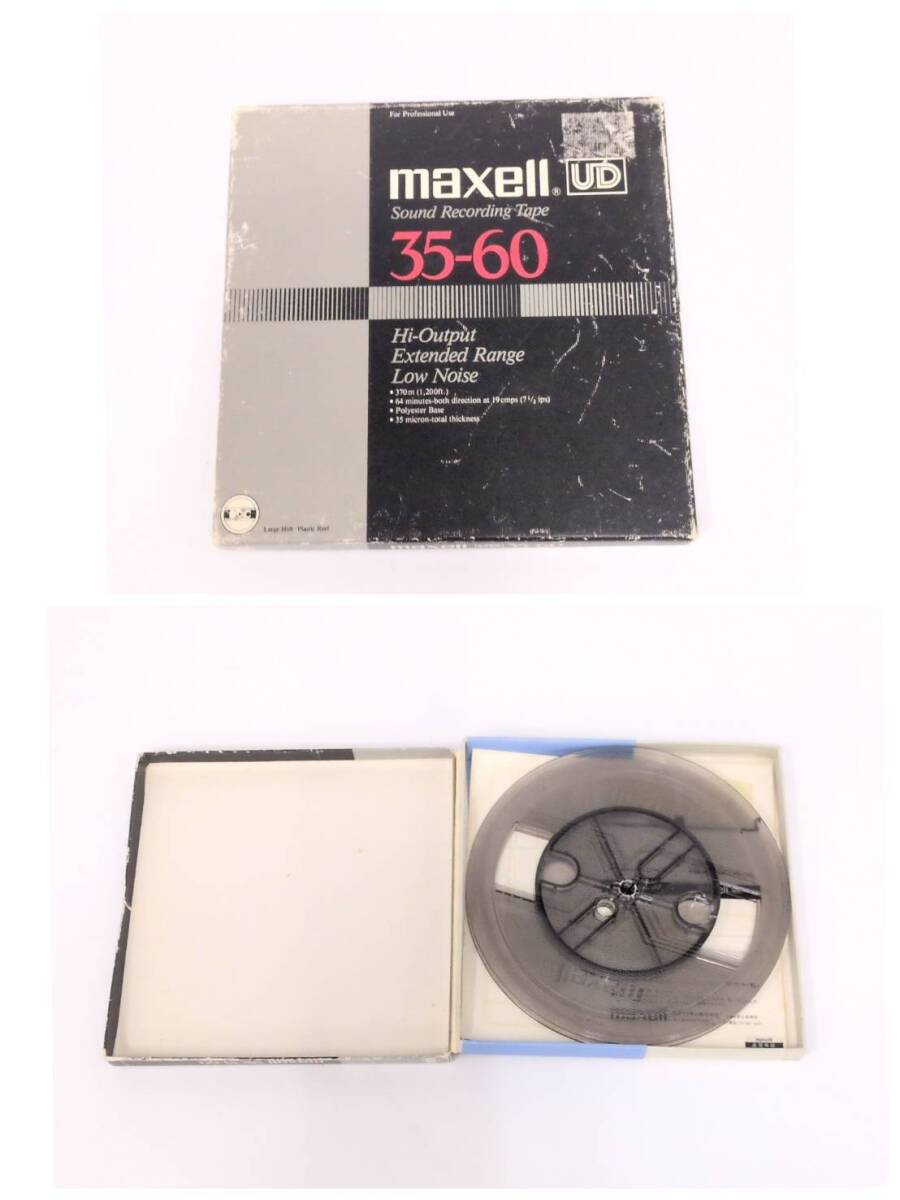 For Professional Use
maxell® UD
Sound Recording Tape
35-60
Hi-Output
Extended Range
Low Noise
• 370 m (1,200ft.)
• 64 minutes-both direction at 19 cmps (7 1/2 ips)
• Polyester Base
• 35 micron-total thickness
Large Hub Plastic Reel
maxell
maxell
maxell